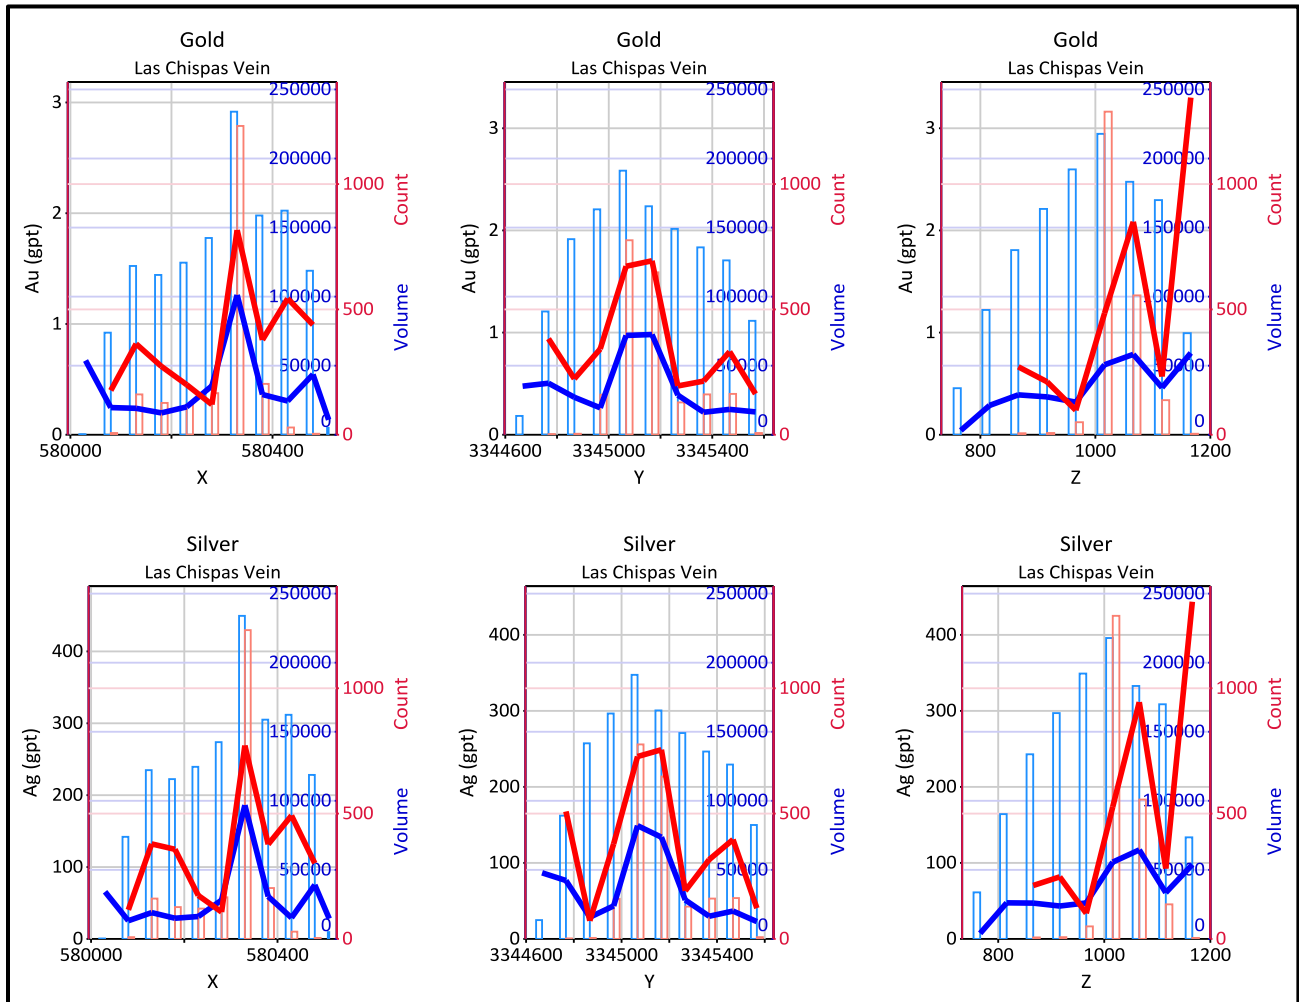 Gold
Las Chispas Vein
3
2
1
0
Au (gpt)
580000
580400
X
250000
200000
150000
100000
50000
0
1000
500
0
Count
Volume
Gold
Las Chispas Vein
3
2
1
0
Au (gpt)
3344600
3345000
3345400
Y
250000
200000
150000
100000
50000
0
1000
500
0
Count
Volume
Gold
Las Chispas Vein
3
2
1
0
Au (gpt)
800
1000
1200
Z
250000
200000
150000
100000
50000
0
1000
500
0
Count
Volume
Silver
Las Chispas Vein
400
300
200
100
0
Ag (gpt)
580000
580400
X
250000
200000
150000
100000
50000
0
1000
500
0
Count
Volume
Silver
Las Chispas Vein
400
300
200
100
0
Ag (gpt)
3344600
3345000
3345400
Y
250000
200000
150000
100000
50000
0
1000
500
0
Count
Volume
Silver
Las Chispas Vein
400
300
200
100
0
Ag (gpt)
800
1000
1200
Z
250000
200000
150000
100000
50000
0
1000
500
0
Count
Volume